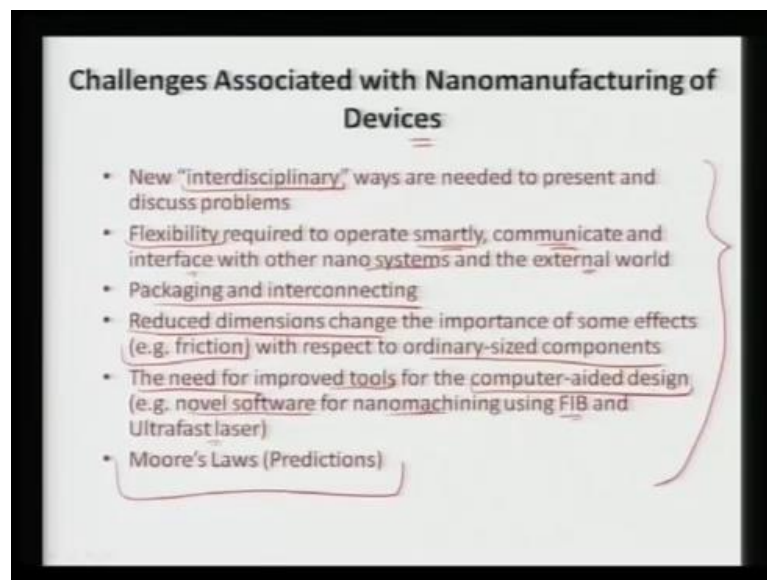 Challenges Associated with Nanomanufacturing of
Devices
• New "interdisciplinary" ways are needed to present and
discuss problems
• Flexibility required to operate smartly, communicate and
interface with other nano systems and the external world
• Packaging and interconnecting
• Reduced dimensions change the importance of some effects
(e.g. friction) with respect to ordinary-sized components
• The need for improved tools for the computer-aided design
(e.g. novel software for nanomachining using FIB and
Ultrafast laser)
• Moore's Laws (Predictions)